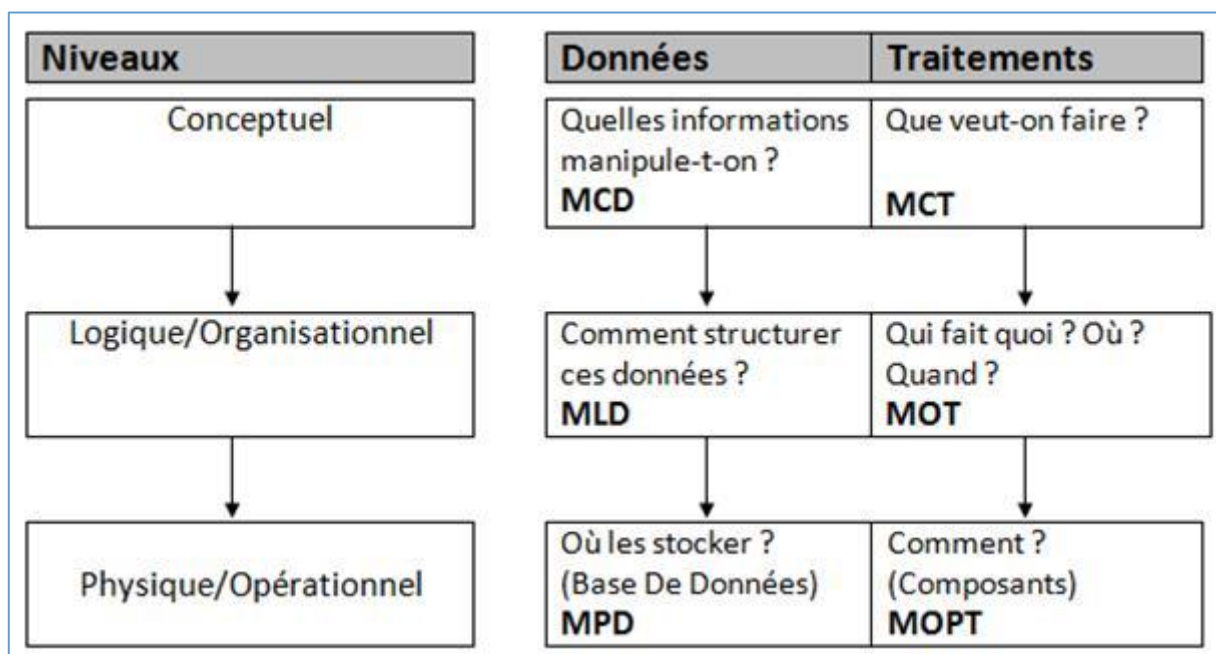 Niveaux
Données
Traitements
Conceptuel
Quelles informations
manipule-t-on ?
MCD
Que veut-on faire ?
MCT
Logique/Organisationnel
Comment structurer
ces données ?
MLD
Qui fait quoi ? Où ?
Quand ?
MOT
Physique/Opérationnel
Où les stocker ?
(Base De Données)
MPD
Comment ?
(Composants)
MOPT